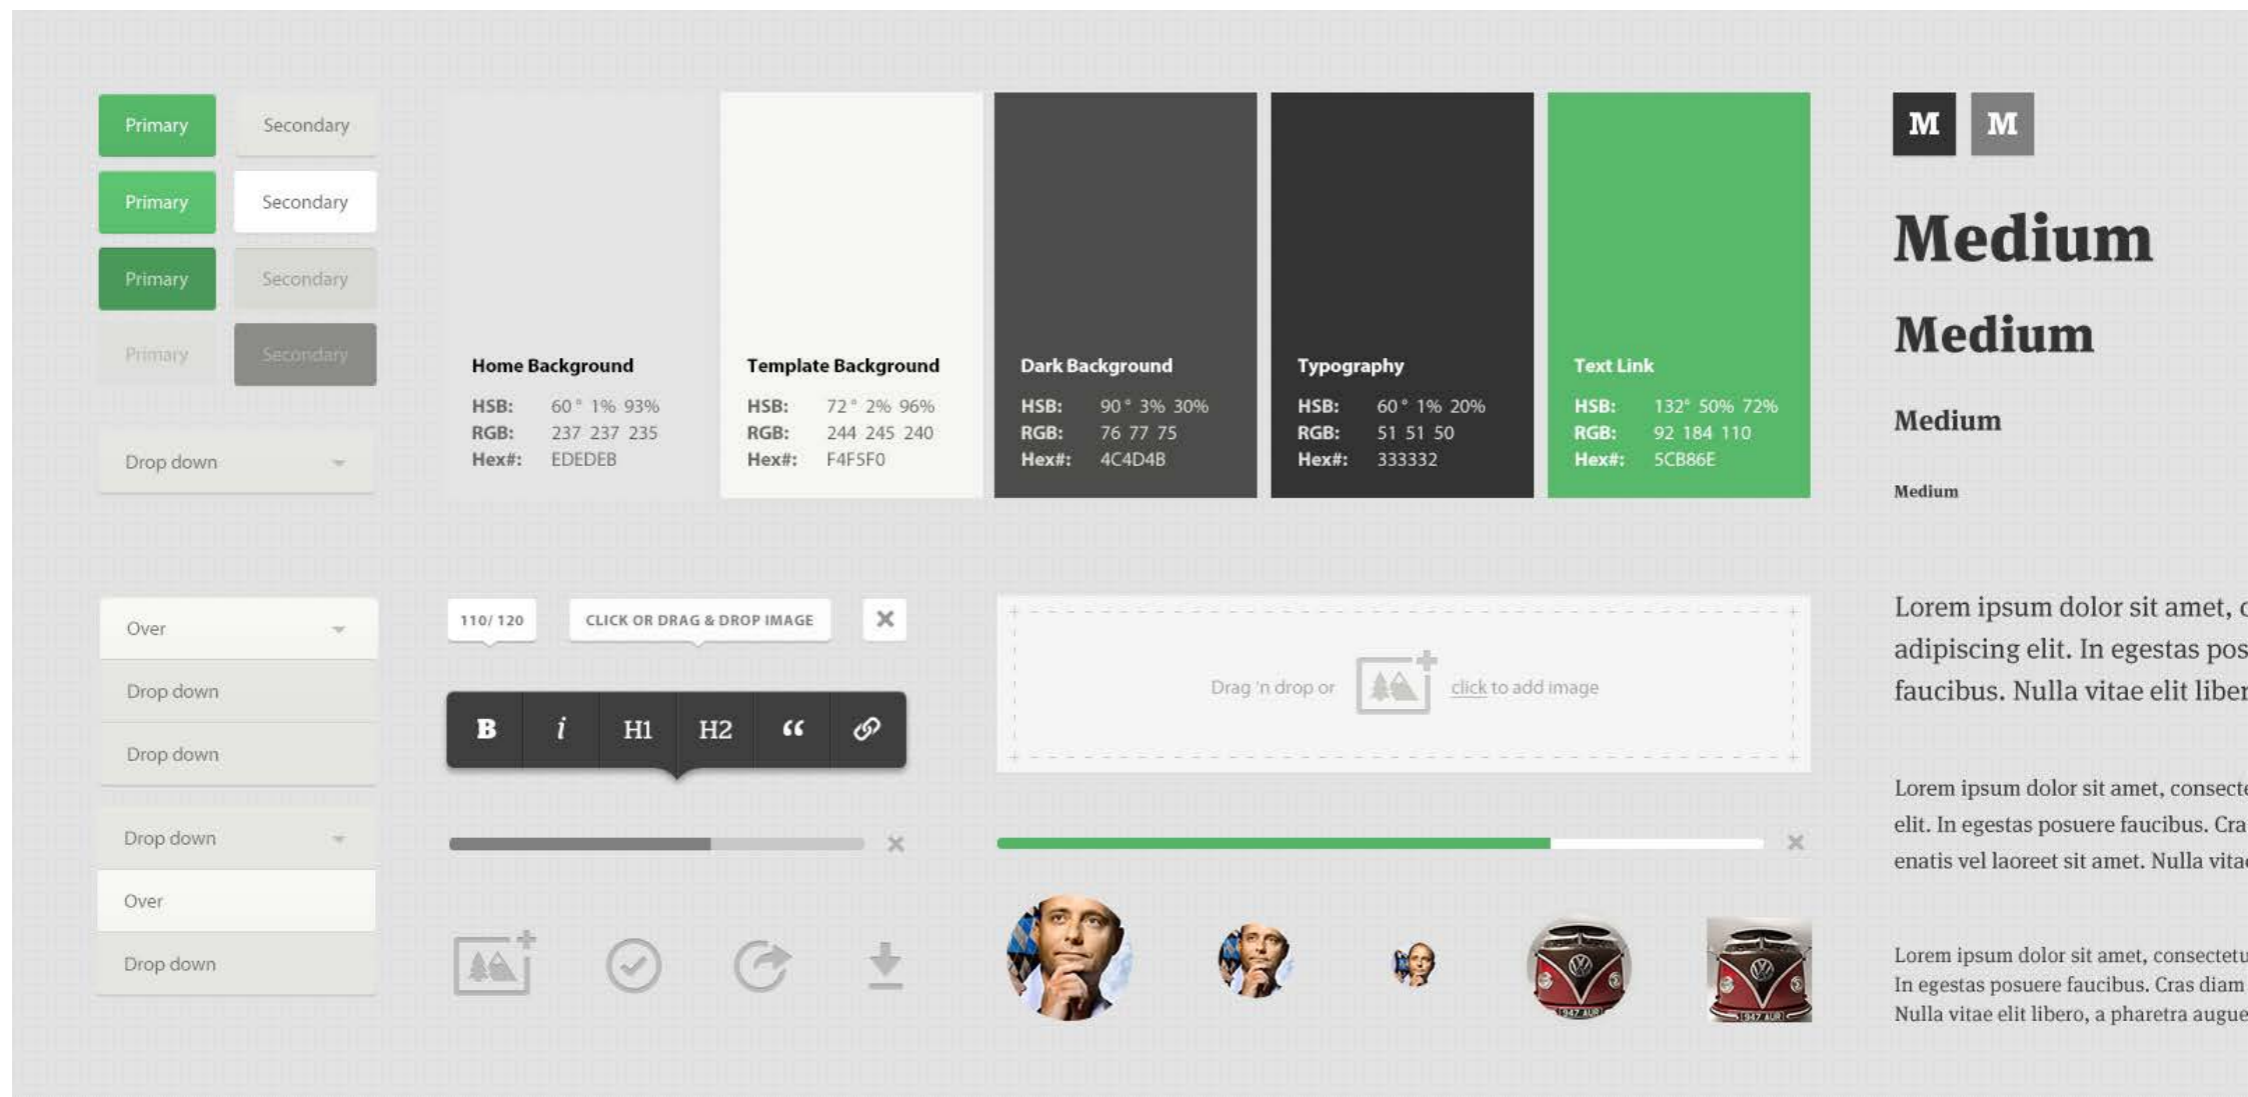 Primary
Secondary
Primary
Secondary
Primary
Secondary
Primary
Secondary
Drop down
Home Background
HSB: 60° 1% 93%
RGB: 237 237 235
Hex#: EDEDEB
Template Background
HSB: 72° 2% 96%
RGB: 244 245 240
Hex#: F4F5F0
Dark Background
HSB: 90° 3% 30%
RGB: 76 77 75
Hex#: 4C4D4B
Typography
HSB: 60° 1% 20%
RGB: 51 51 50
Hex#: 333332
Text Link
HSB: 132° 50% 72%
RGB: 92 184 110
Hex#: 5CB86E
M
M
Medium
Medium
Medium
Medium
Over
Drop down
Drop down
Drop down
Over
Drop down
110/ 120
CLICK OR DRAG & DROP IMAGE
B
i
H1
H2
“
Drag 'n drop or
click to add image
1947 AUR
1947 AUR
Lorem ipsum dolor sit amet, c
adipiscing elit. In egestas pos
faucibus. Nulla vitae elit liber
Lorem ipsum dolor sit amet, consecte
elit. In egestas posuere faucibus. Cra
enatis vel laoreet sit amet. Nulla vitae
Lorem ipsum dolor sit amet, consectetu
In egestas posuere faucibus. Cras diam
Nulla vitae elit libero, a pharetra augue